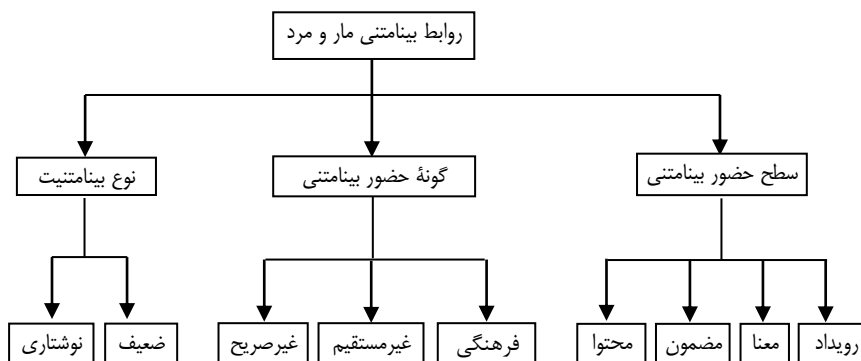 روابط بینامتنی مار و مرد
سطح حضور بینامتنی
گونۀ حضور بینامتنی
نوع بینامتنیت
رویداد
معنا
مضمون
محتوا
فرهنگی
غیرمستقیم
غیرصریح
ضعیف
نوشتاری